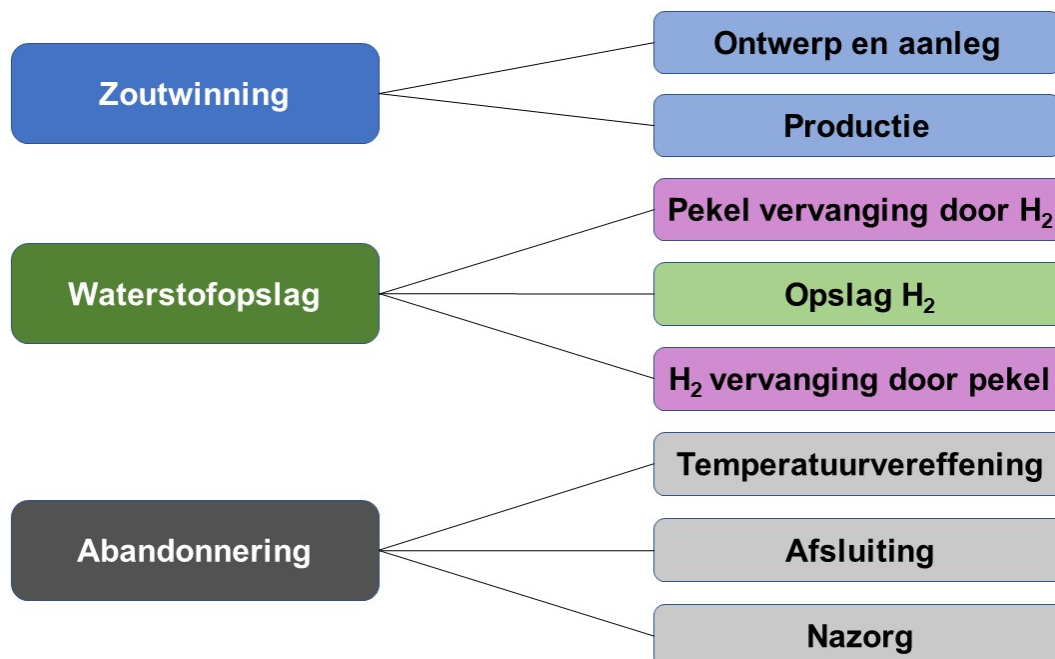 Zoutwinning
Ontwerp en aanleg
Productie
Waterstofopslag
Pekel vervanging door H₂
Opslag H₂
H₂ vervanging door pekel
Abandonnering
Temperatuurvereffening
Afsluiting
Nazorg